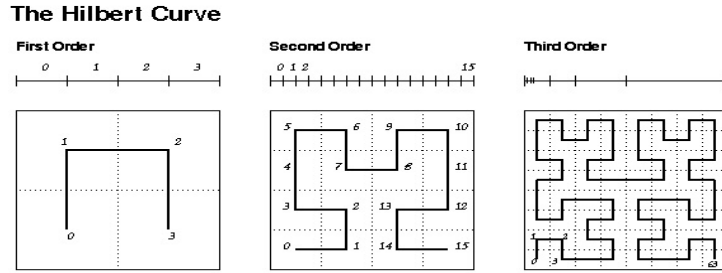 The Hilbert Curve
First Order Second Order Third Order
0 1 2 3 0 1 2 15
1 2
0 3
5 6 9 10
4 7 8 11
3 2 13 12
0 1 14 15
1 2
0 3 63